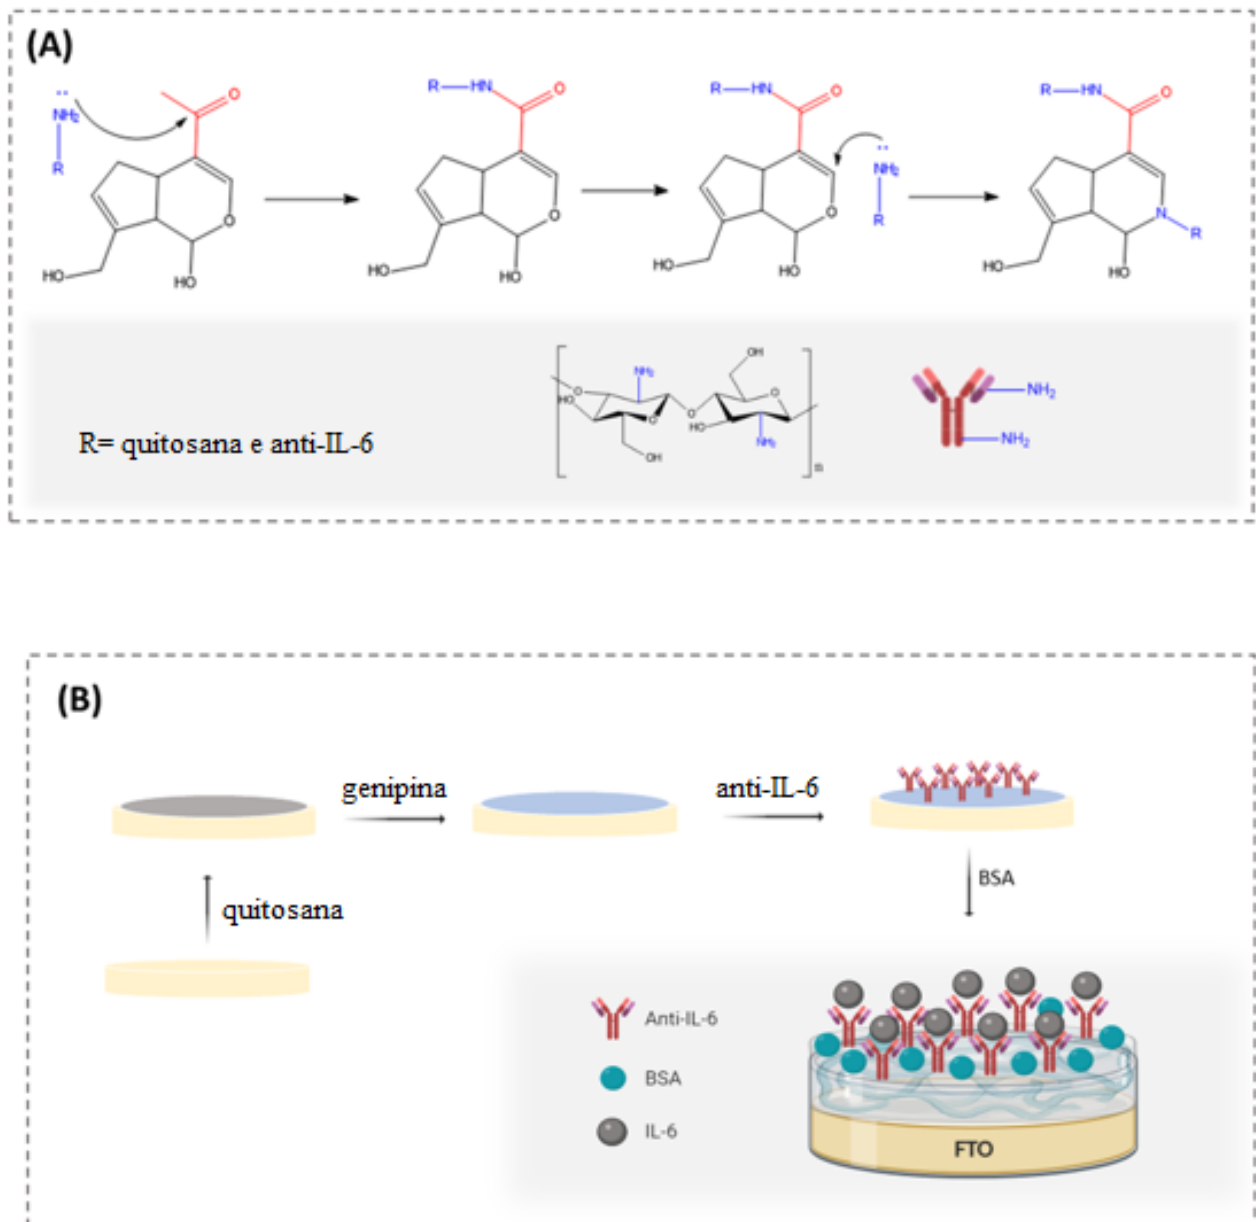 (A)
NH2
R
O
O
HO
HO
R—HN
O
O
HO
HO
R—HN
O
O
NH2
R
HO
HO
R—HN
O
N
R
HO
HO
R= quitosana e anti-IL-6
OH
NH2
O
HO
O
OH
O
O
HO
NH2
n
NH2
NH2
(B)
genipina
anti-IL-6
quitosana
BSA
Anti-IL-6
BSA
IL-6
FTO